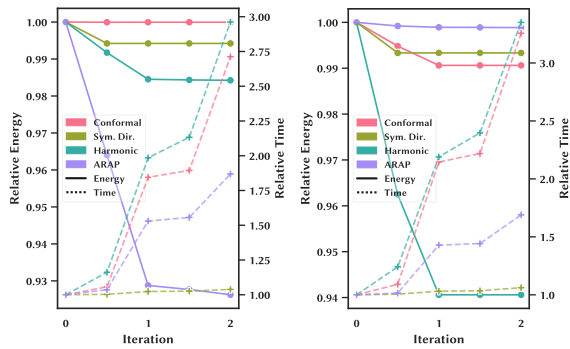 1.00
0.99
0.98
0.97
0.96
0.95
0.94
0.93
Relative Energy
3.00
2.75
2.50
2.25
2.00
1.75
1.50
1.25
1.00
Relative Time
Conformal
Sym. Dir.
Harmonic
ARAP
Energy
Time
0 1 2
Iteration
1.00
0.99
0.98
0.97
0.96
0.95
0.94
Relative Energy
3.0
2.5
2.0
1.5
1.0
Relative Time
Conformal
Sym. Dir.
Harmonic
ARAP
Energy
Time
0 1 2
Iteration